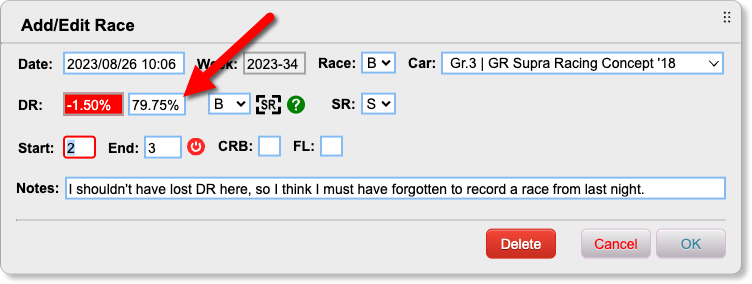 Add/Edit Race
Date: 2023/08/26 10:06 Week: 2023-34 Race: B Car: Gr.3 | GR Supra Racing Concept '18
DR: -1.50% 79.75% B SR ? SR: S
Start: 2 End: 3 CRB: FL:
Notes: I shouldn't have lost DR here, so I think I must have forgotten to record a race from last night.
Delete Cancel OK